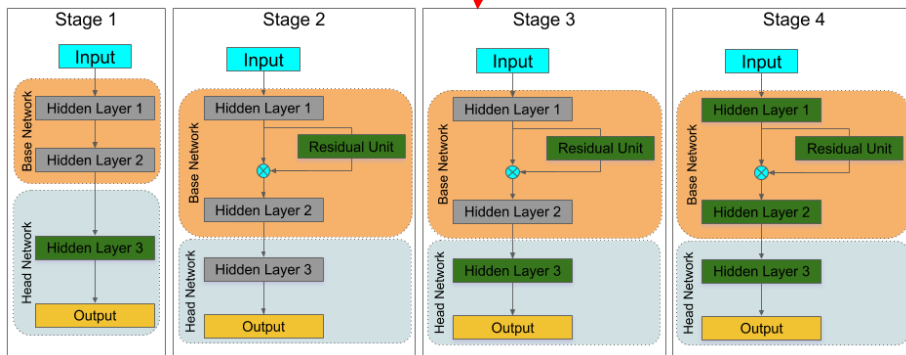 Stage 1
Input
Base Network
Hidden Layer 1
Hidden Layer 2
Head Network
Hidden Layer 3
Output
Stage 2
Input
Base Network
Hidden Layer 1
Residual Unit
Hidden Layer 2
Head Network
Hidden Layer 3
Output
Stage 3
Input
Base Network
Hidden Layer 1
Residual Unit
Hidden Layer 2
Head Network
Hidden Layer 3
Output
Stage 4
Input
Base Network
Hidden Layer 1
Residual Unit
Hidden Layer 2
Head Network
Hidden Layer 3
Output